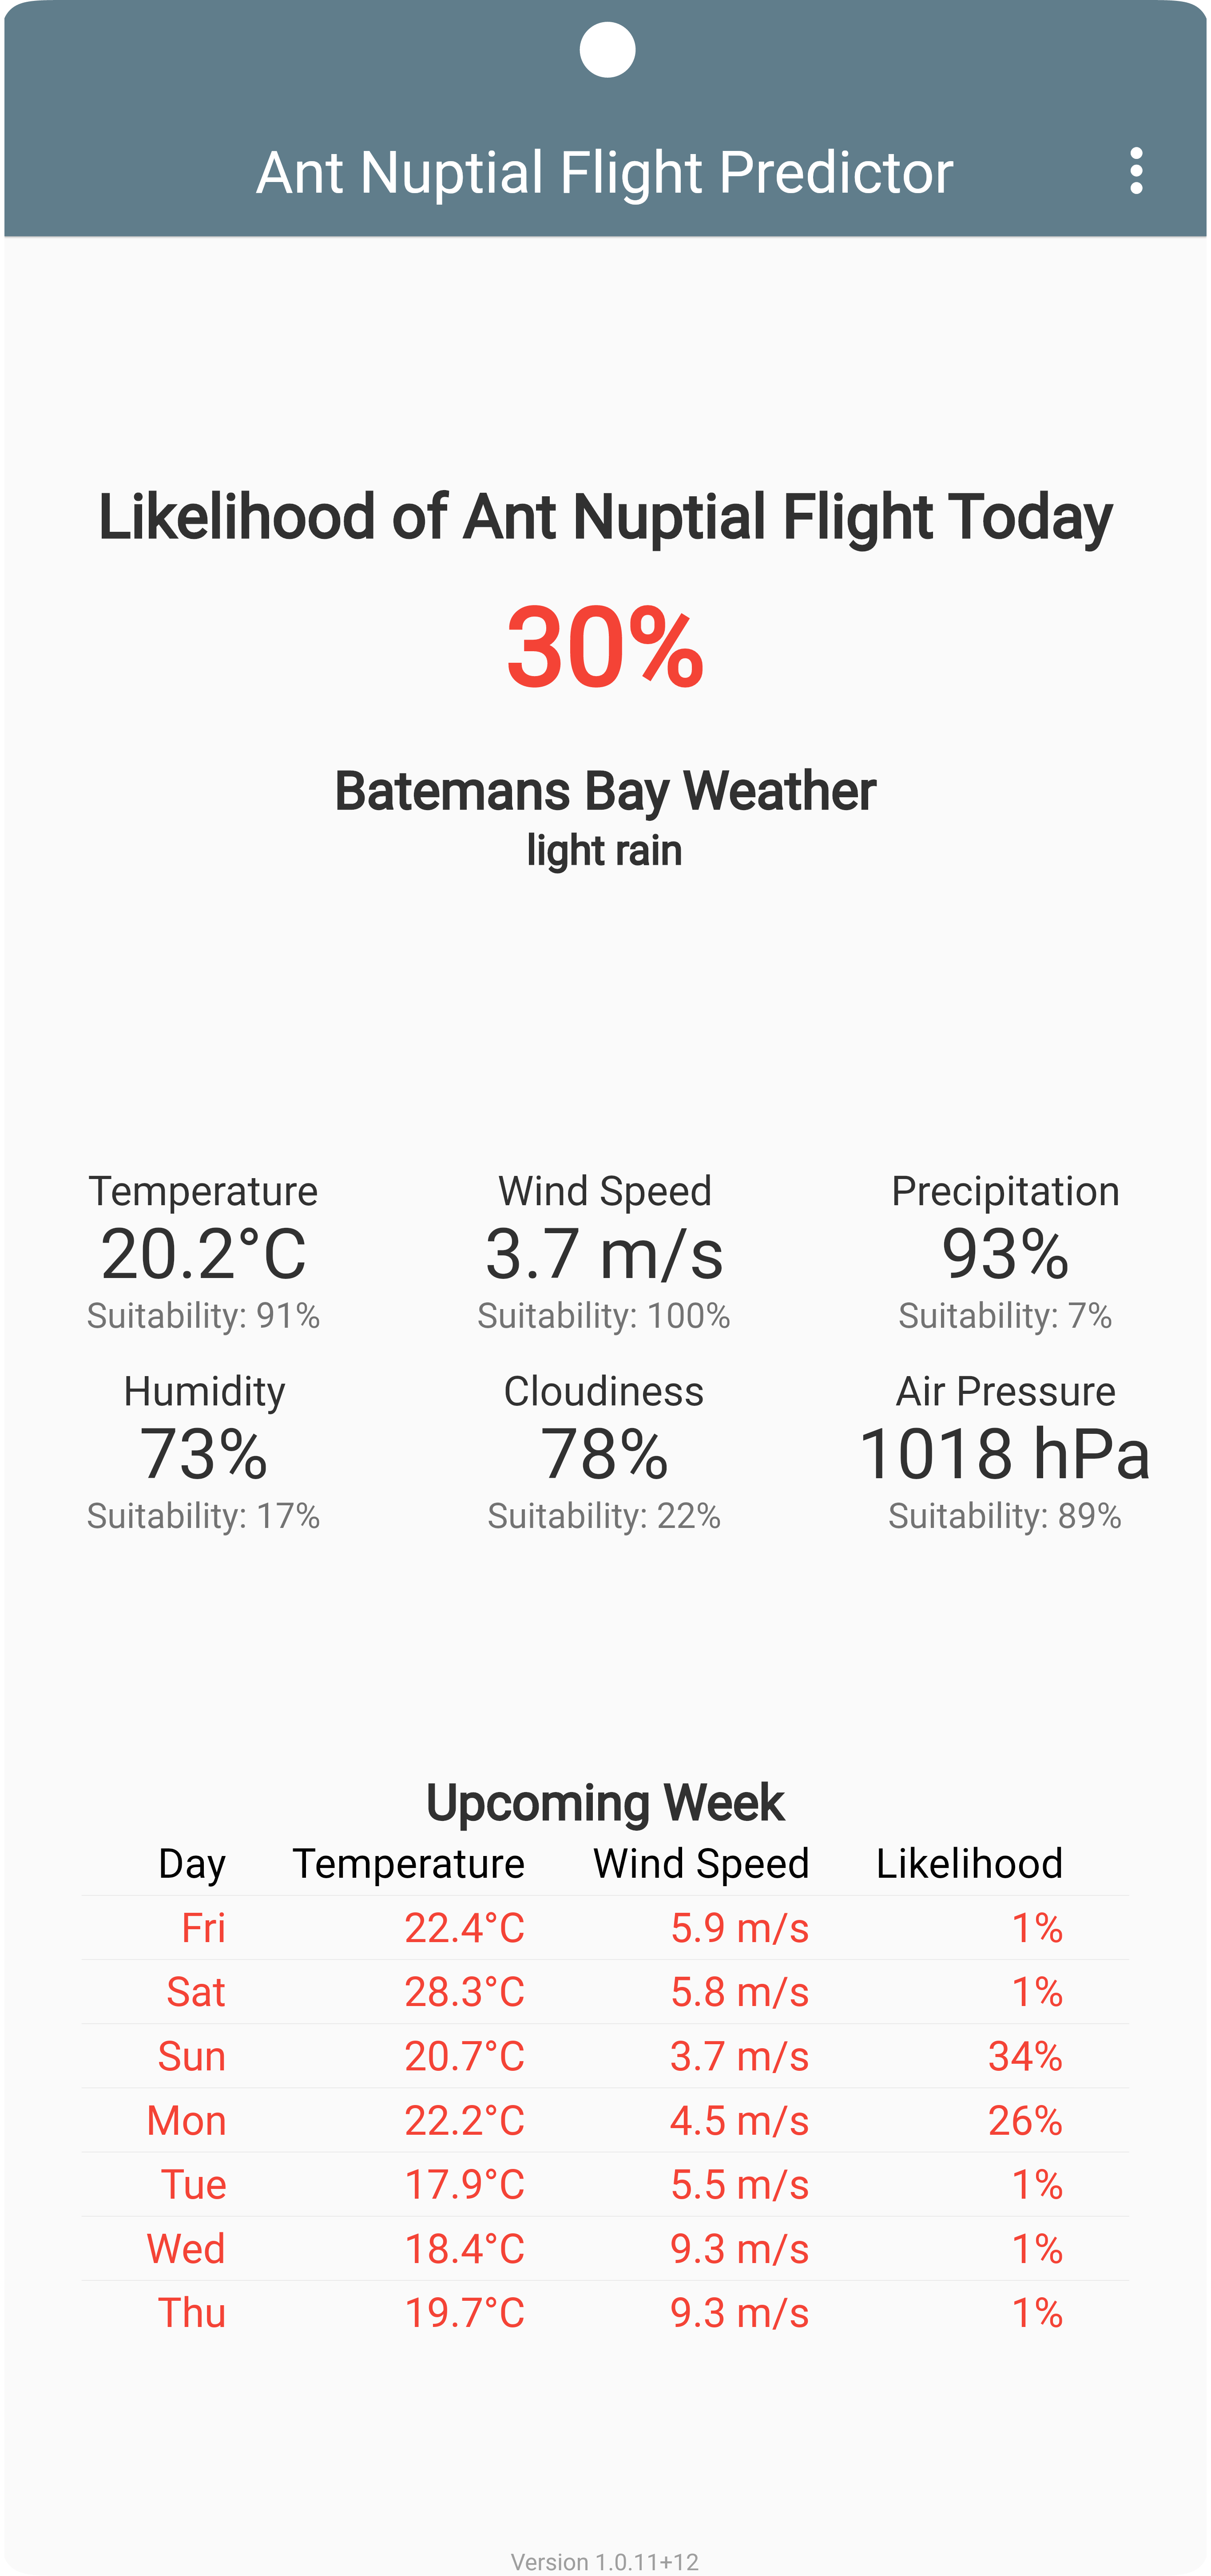 Ant Nuptial Flight Predictor
Likelihood of Ant Nuptial Flight Today
30%
Batemans Bay Weather
light rain
Temperature Wind Speed Precipitation
20.2°C 3.7 m/s 93%
Suitability: 91% Suitability: 100% Suitability: 7%
Humidity Cloudiness Air Pressure
73% 78% 1018 hPa
Suitability: 17% Suitability: 22% Suitability: 89%
Upcoming Week
Day Temperature Wind Speed Likelihood
Fri 22.4°C 5.9 m/s 1%
Sat 28.3°C 5.8 m/s 1%
Sun 20.7°C 3.7 m/s 34%
Mon 22.2°C 4.5 m/s 26%
Tue 17.9°C 5.5 m/s 1%
Wed 18.4°C 9.3 m/s 1%
Thu 19.7°C 9.3 m/s 1%
Version 1.0.11+12